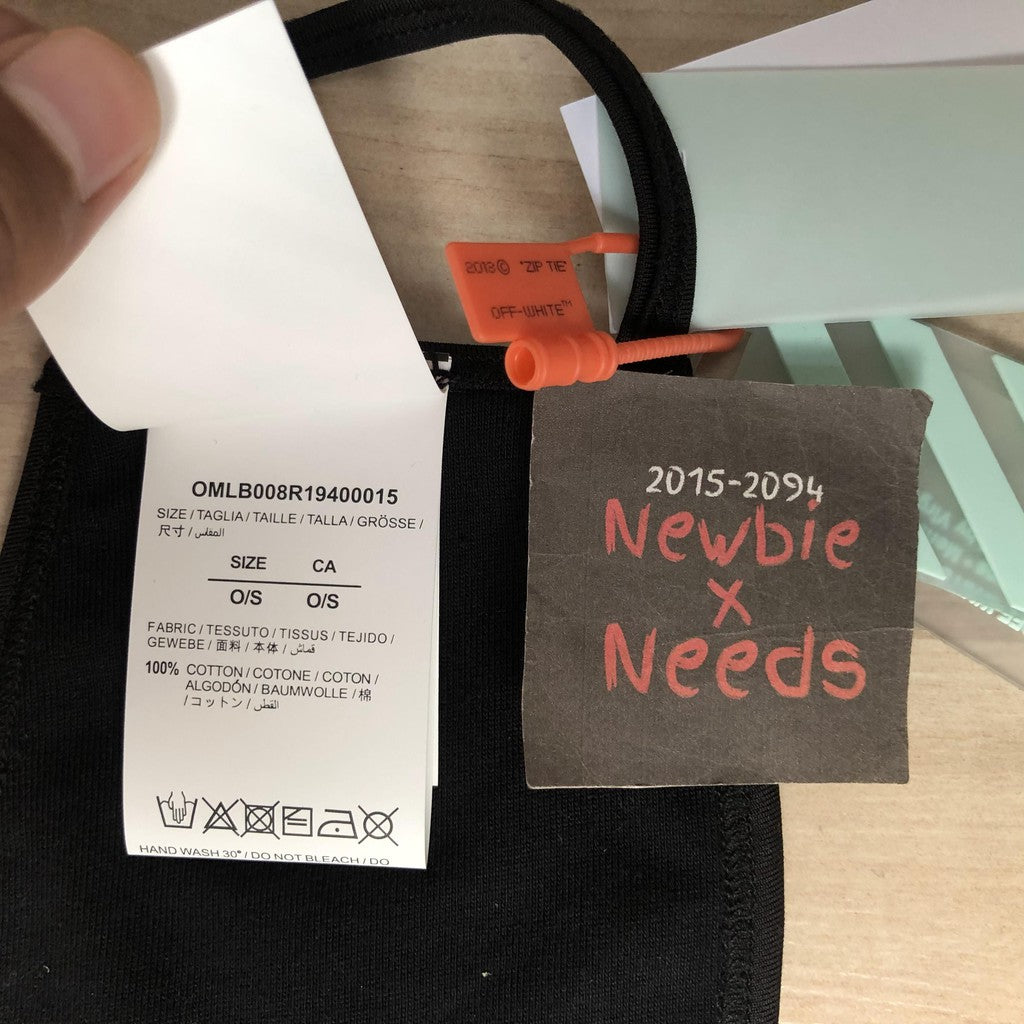 2013© "ZIP TIE"
OFF-WHITE™
OMLB008R19400015
SIZE / TAGLIA / TAILLE / TALLA / GRÖSSE /
尺寸 / المقاس
SIZE CA
O/S O/S
FABRIC / TESSUTO / TISSUS / TEJIDO /
GEWEBE / 面料 / 本体 / قماش
100% COTTON / COTONE / COTON /
ALGODÓN / BAUMWOLLE / 棉
/ コットン / القطن
HAND WASH 30° / DO NOT BLEACH / DO
2015-2094
Newbie
x
Needs